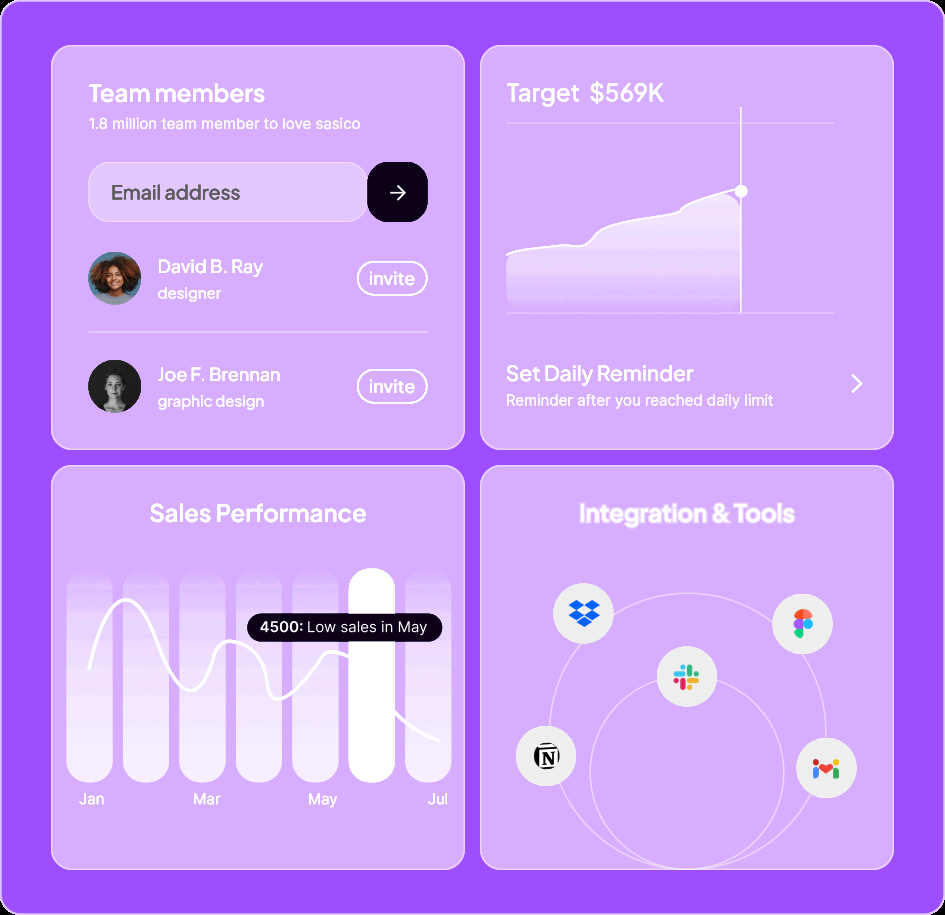 Team members
1.8 million team member to love sasico
Email address
David B. Ray
designer
invite
Joe F. Brennan
graphic design
invite
Target $569K
Set Daily Reminder
Reminder after you reached daily limit
Sales Performance
4500: Low sales in May
Jan Mar May Jul
Integration & Tools
N